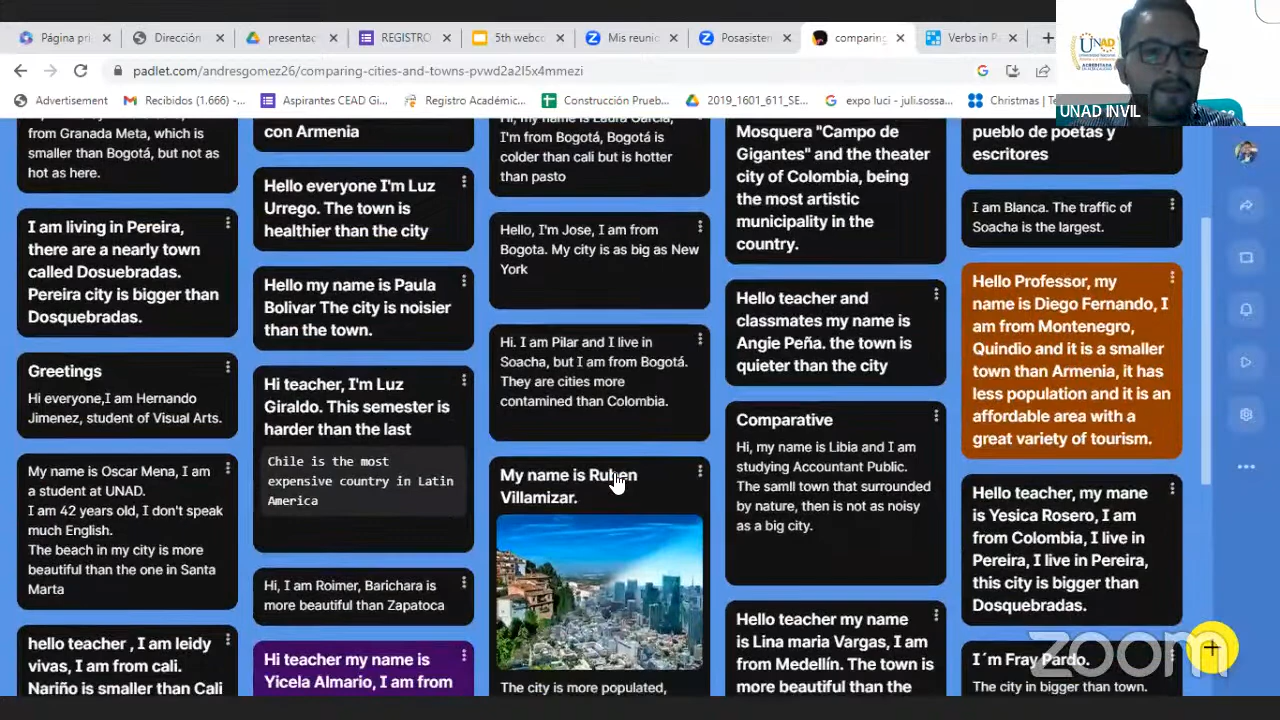 Página pri
Dirección
presentac
REGISTRO
5th webco
Mis reuni
Posasisten
comparing
Verbs in P
padlet.com/andresgomez26/comparing-cities-and-towns-pvwd2a2l5x4mmezi
Advertisement
Recibidos (1.666) -...
Aspirantes CEAD Gi...
Registro Académic...
Construcción Prueb...
2019_1601_611_SE...
expo luci - juli.sossa...
Christmas | Te
UNAD
UNAD INVIL
from Granada Meta, which is
smaller than Bogotá, but not as
hot as here.
I am living in Pereira,
there are a nearly town
called Dosuebradas.
Pereira city is bigger than
Dosquebradas.
Greetings
Hi everyone,I am Hernando
Jimenez, student of Visual Arts.
My name is Oscar Mena, I am
a student at UNAD.
I am 42 years old, I don't speak
much English.
The beach in my city is more
beautiful than the one in Santa
Marta
hello teacher , I am leidy
vivas, I am from cali.
Nariño is smaller than Cali
con Armenia
Hello everyone I'm Luz
Urrego. The town is
healthier than the city
Hello my name is Paula
Bolivar The city is noisier
than the town.
Hi teacher, I'm Luz
Giraldo. This semester is
harder than the last
Chile is the most
expensive country in Latin
America
Hi, I am Roimer, Barichara is
more beautiful than Zapatoca
Hi teacher my name is
Yicela Almario, I am from
Hi, my name is Laura Garcia,
I'm from Bogotá, Bogotá is
colder than cali but is hotter
than pasto
Hello, I'm Jose, I am from
Bogota. My city is as big as New
York
Hi. I am Pilar and I live in
Soacha, but I am from Bogotá.
They are cities more
contamined than Colombia.
My name is Ruben
Villamizar.
The city is more populated,
Mosquera "Campo de
Gigantes" and the theater
city of Colombia, being
the most artistic
municipality in the
country.
Hello teacher and
classmates my name is
Angie Peña. the town is
quieter than the city
Comparative
Hi, my name is Libia and I am
studying Accountant Public.
The samll town that surrounded
by nature, then is not as noisy
as a big city.
Hello teacher my name
is Lina maria Vargas, I am
from Medellín. The town is
more beautiful than the
pueblo de poetas y
escritores
I am Blanca. The traffic of
Soacha is the largest.
Hello Professor, my
name is Diego Fernando, I
am from Montenegro,
Quindio and it is a smaller
town than Armenia, it has
less population and it is an
affordable area with a
great variety of tourism.
Hello teacher, my mane
is Yesica Rosero, I am
from Colombia, I live in
Pereira, I live in Pereira,
this city is bigger than
Dosquebradas.
I´m Fray Pardo.
The city in bigger than town.
zoom